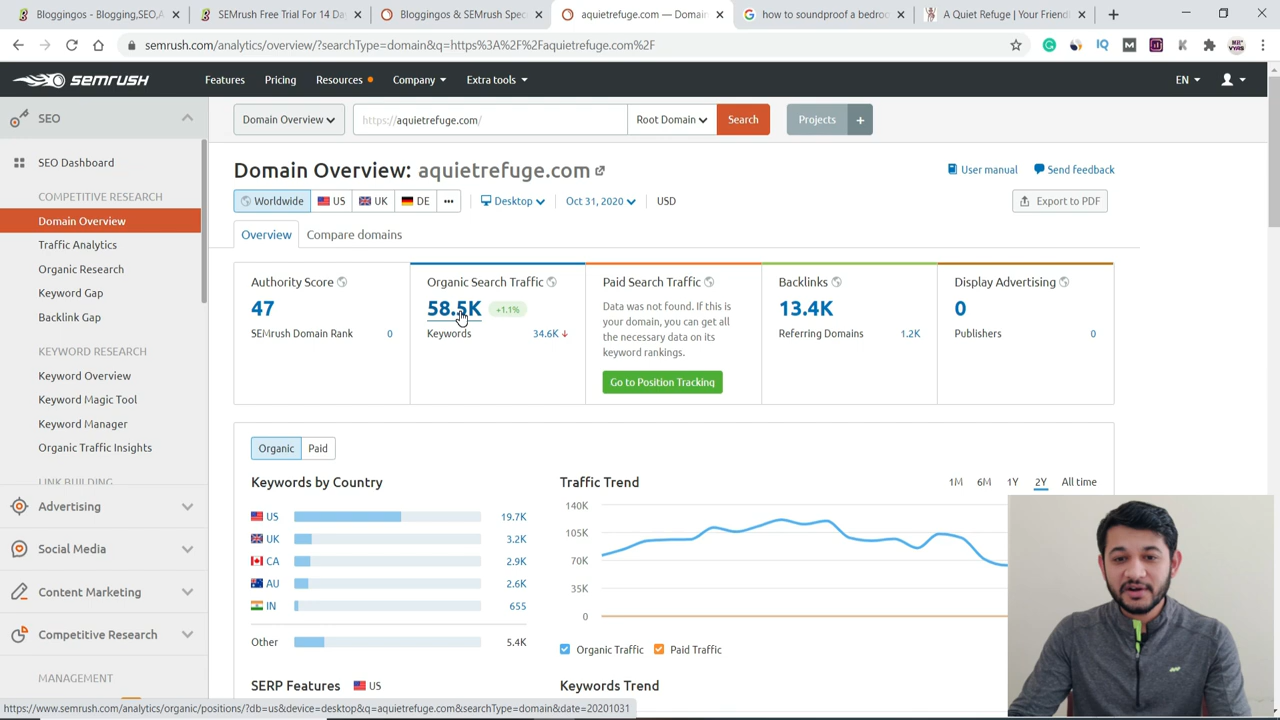 Bloggingos - Blogging,SEO,A
SEmrush Free Trial For 14 Da
Bloggingos & SEMrush Spec
aquietrefuge.com — Domain
how to soundproof a bedroo
A Quiet Refuge | Your Friendl
semrush.com/analytics/overview/?searchType=domain&q=https%3A%2F%2Faquietrefuge.com%2F
semrush
Features
Pricing
Resources
Company
Extra tools
EN
SEO
Domain Overview
https://aquietrefuge.com/
Root Domain
Search
Projects
+
SEO Dashboard
COMPETITIVE RESEARCH
Domain Overview
Traffic Analytics
Organic Research
Keyword Gap
Backlink Gap
KEYWORD RESEARCH
Keyword Overview
Keyword Magic Tool
Keyword Manager
Organic Traffic Insights
LINK BUILDING
Advertising
Social Media
Content Marketing
Competitive Research
MANAGEMENT
Domain Overview: aquietrefuge.com
User manual
Send feedback
Worldwide
US
UK
DE
Desktop
Oct 31, 2020
USD
Export to PDF
Overview
Compare domains
Authority Score
47
SEMrush Domain Rank 0
Organic Search Traffic
58.5K +1.1%
Keywords 34.6K
Paid Search Traffic
Data was not found. If this is
your domain, you can get all
the necessary data on its
keyword rankings.
Go to Position Tracking
Backlinks
13.4K
Referring Domains 1.2K
Display Advertising
0
Publishers 0
Organic
Paid
Keywords by Country
US 19.7K
UK 3.2K
CA 2.9K
AU 2.6K
IN 655
Other 5.4K
SERP Features US
Traffic Trend
1M 6M 1Y 2Y All time
140K
105K
70K
35K
0
Organic Traffic
Paid Traffic
Keywords Trend
https://www.semrush.com/analytics/organic/positions/?db=us&device=desktop&q=aquietrefuge.com&searchType=domain&date=20201031